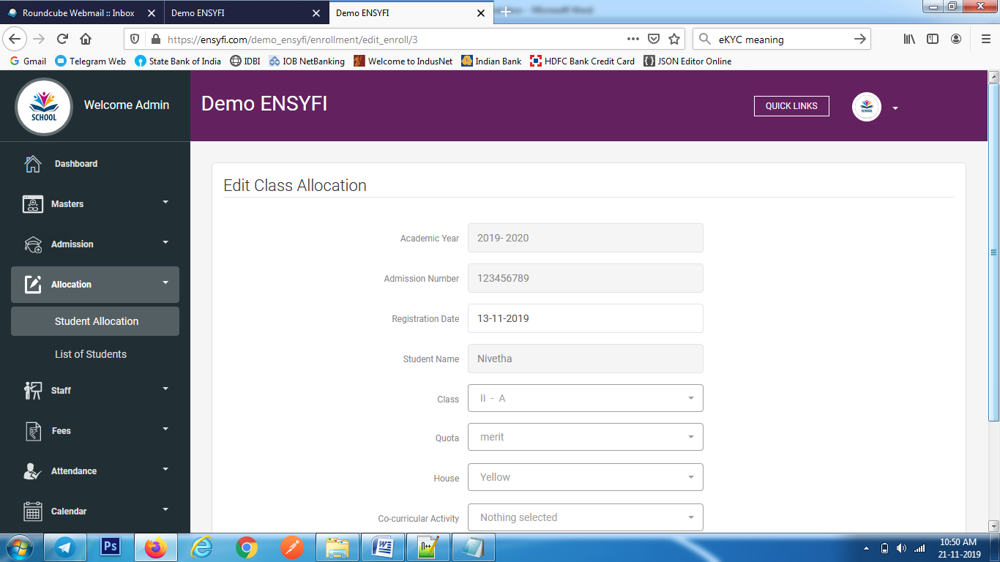 Roundcube Webmail :: Inbox
Demo ENSYFI
Demo ENSYFI
https://ensyfi.com/demo_ensyfi/enrollment/edit_enroll/3
eKYC meaning
Gmail
Telegram Web
State Bank of India
IDBI
IOB NetBanking
Welcome to IndusNet
Indian Bank
HDFC Bank Credit Card
JSON Editor Online
SCHOOL
Welcome Admin
Demo ENSYFI
QUICK LINKS
SCHOOL
Dashboard
Masters
Admission
Allocation
Student Allocation
List of Students
Staff
Fees
Attendance
Calendar
Edit Class Allocation
Academic Year 2019- 2020
Admission Number 123456789
Registration Date 13-11-2019
Student Name Nivetha
Class II - A
Quota merit
House Yellow
Co-curricular Activity Nothing selected
Ps
10:50 AM
21-11-2019